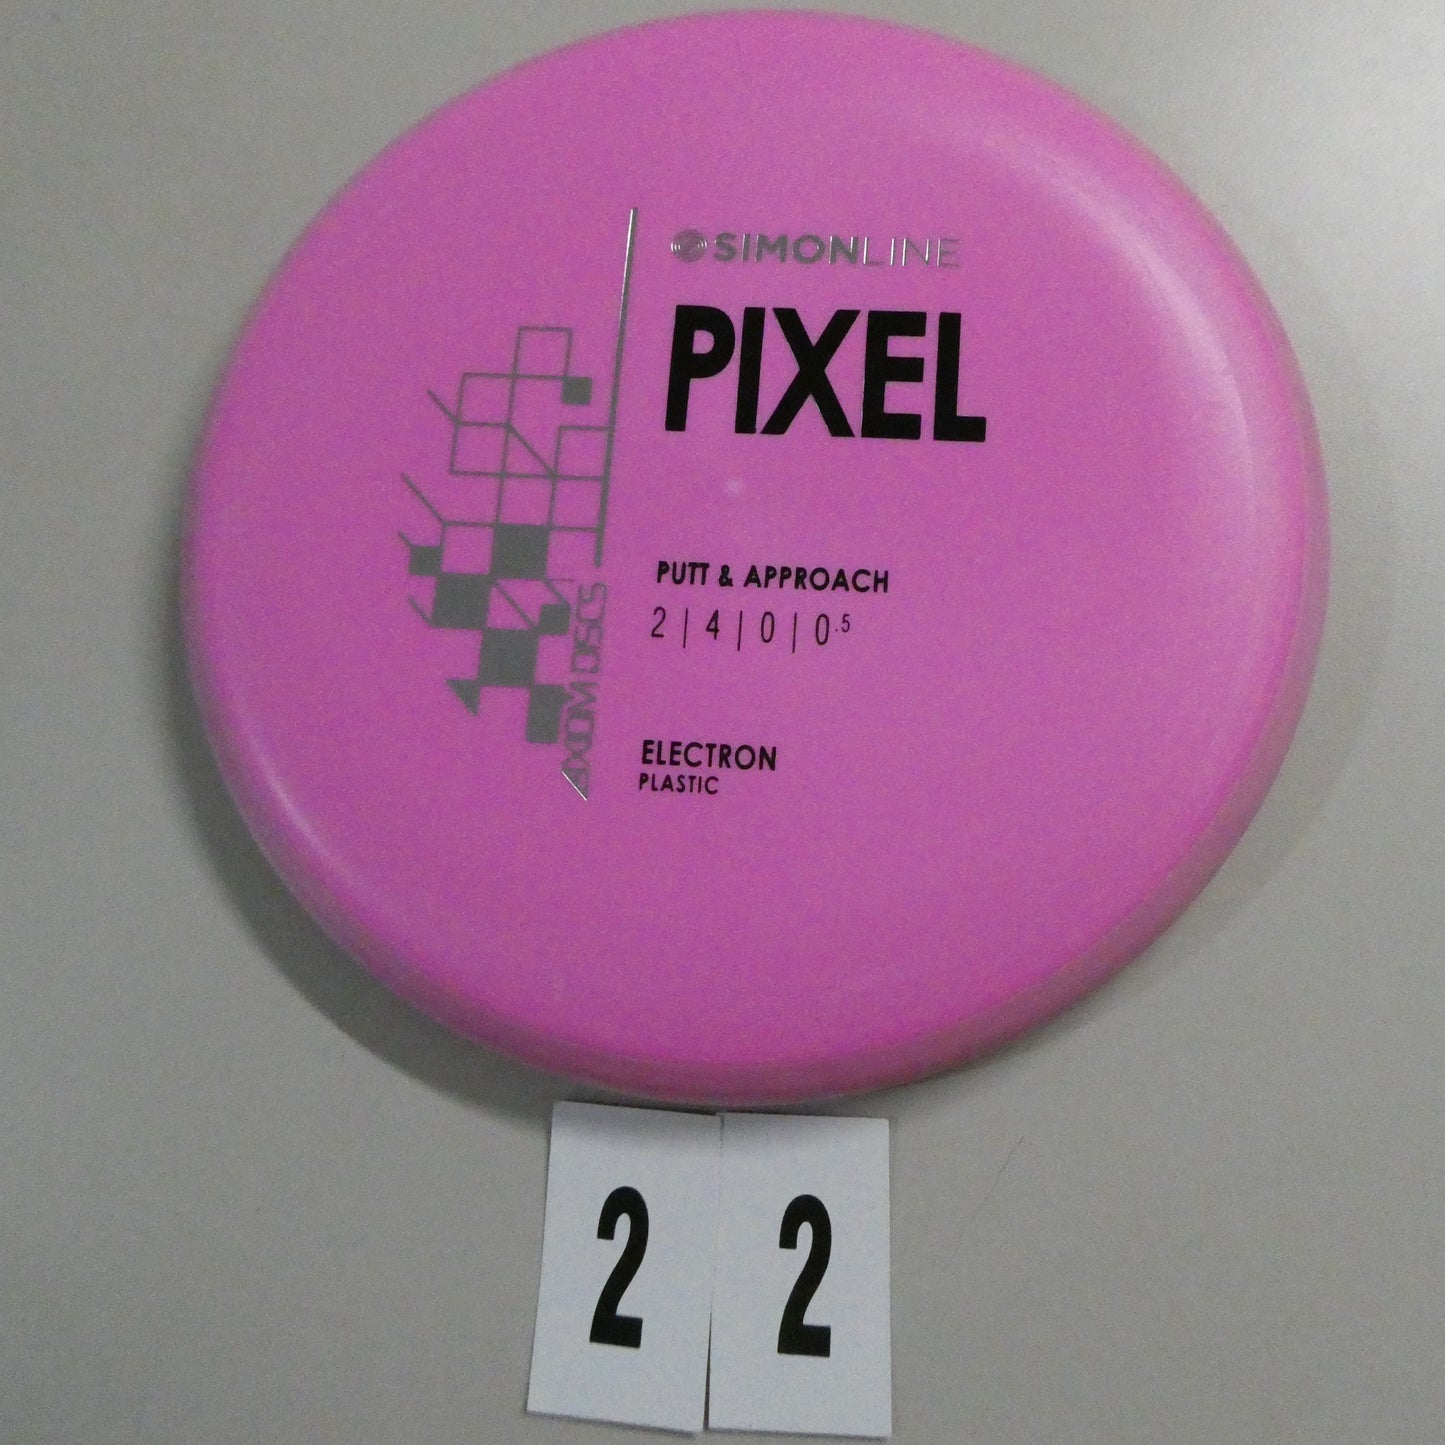 SIMONLINE
PIXEL
PUTT & APPROACH
2 | 4 | 0 | 0.5
ELECTRON
PLASTIC
AXIOM DISCS
2 2